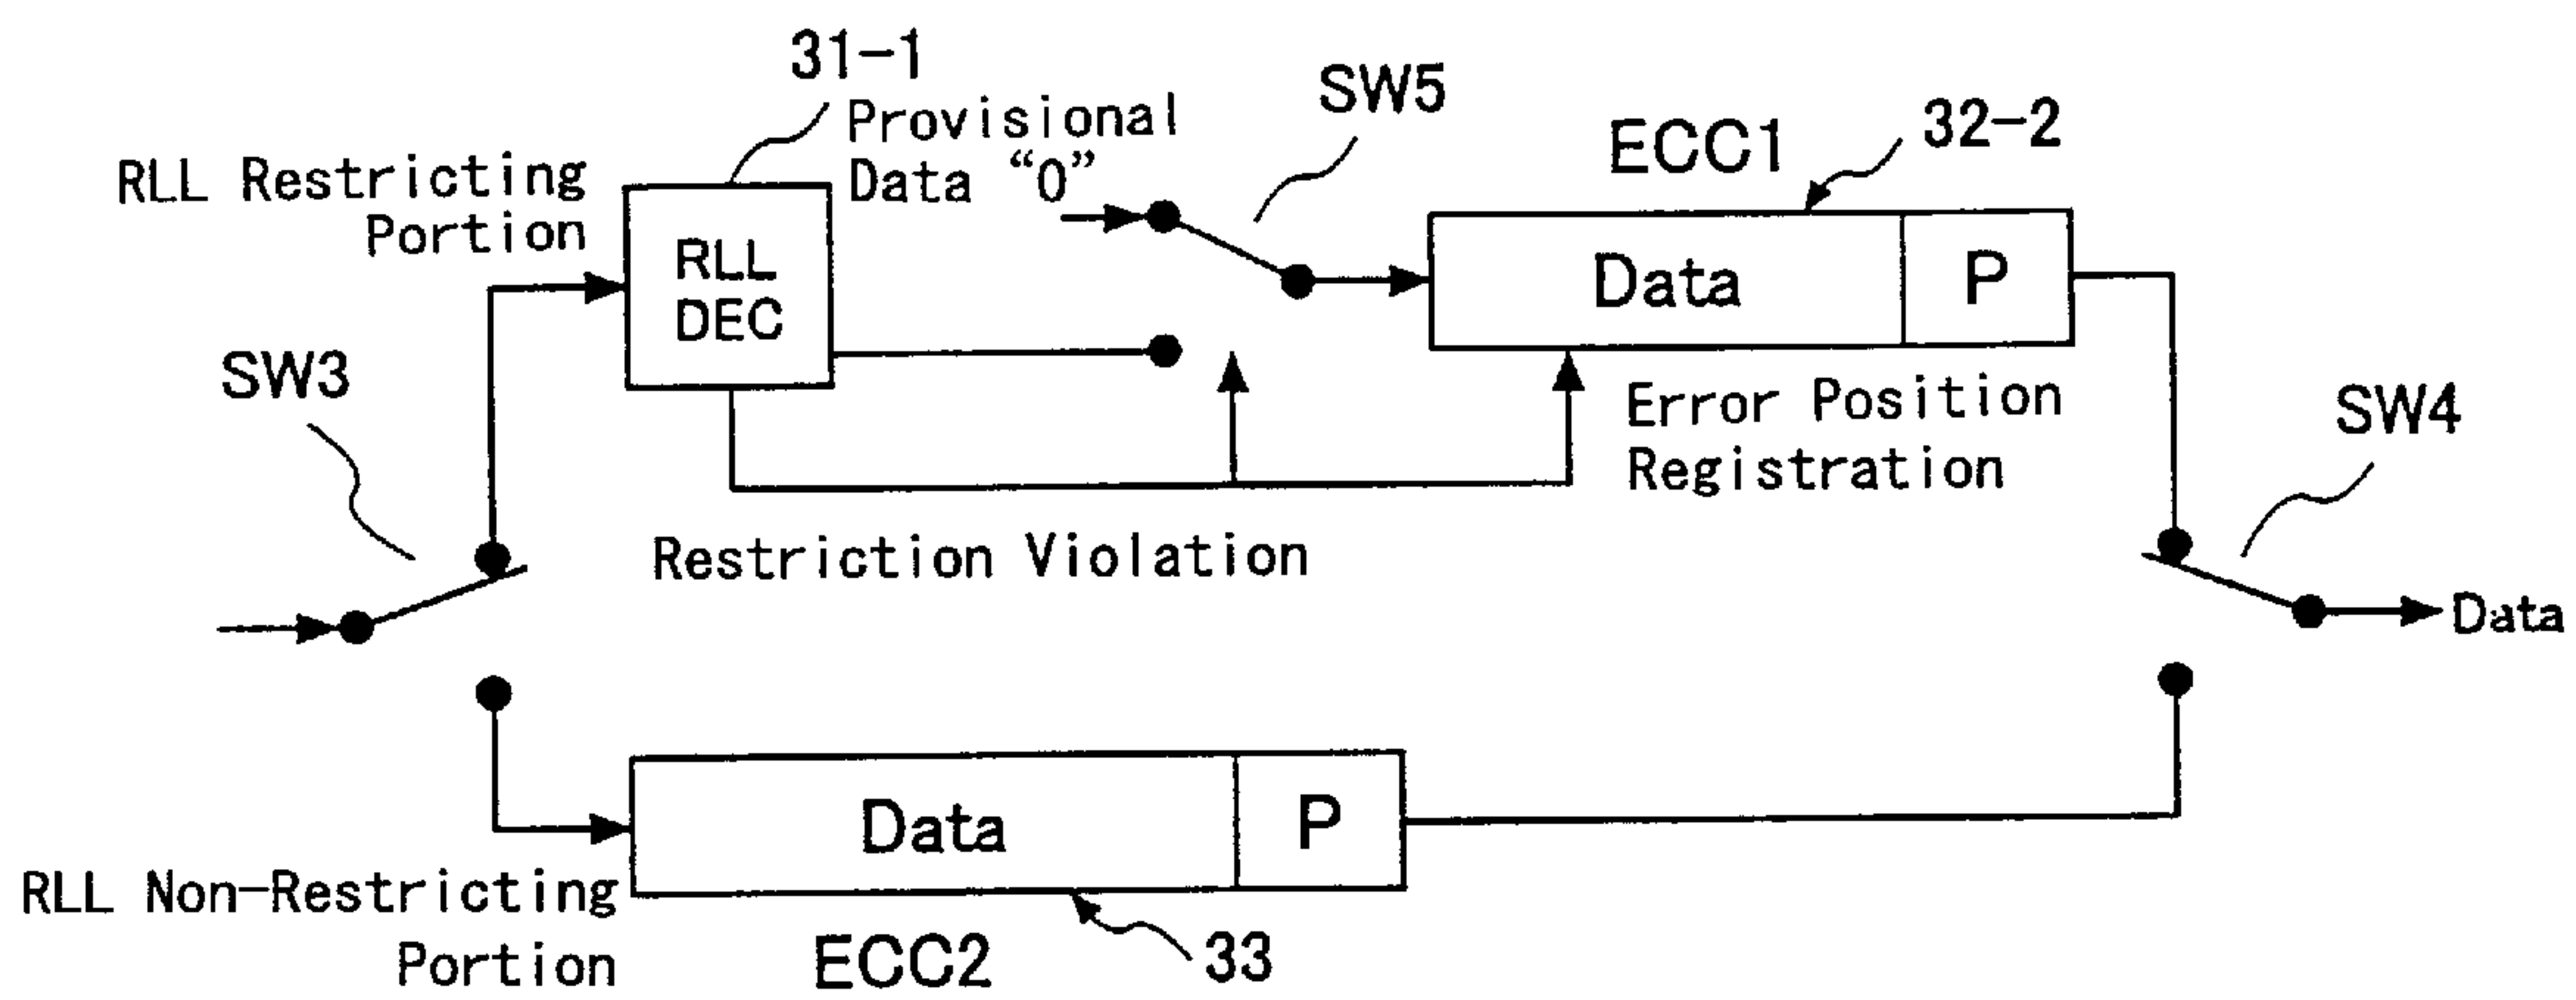 31-1
Provisional
Data “0”
SW5
ECC1
32-2
RLL Restricting
Portion
RLL
DEC
Data
P
SW3
Error Position
Registration
SW4
Restriction Violation
Data
Data
P
RLL Non-Restricting
Portion
ECC2
33